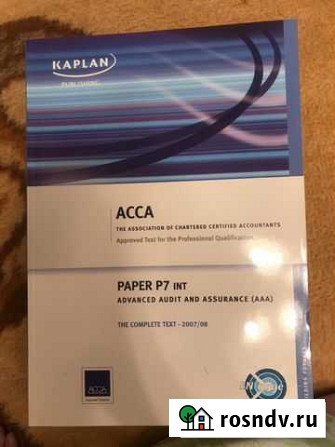 KAPLAN
PUBLISHING
ACCA
THE ASSOCIATION OF CHARTERED CERTIFIED ACCOUNTANTS
Approved Text for the Professional Qualification
PAPER P7 INT
ADVANCED AUDIT AND ASSURANCE (AAA)
THE COMPLETE TEXT - 2007/08
ACCA
rosndv.ru